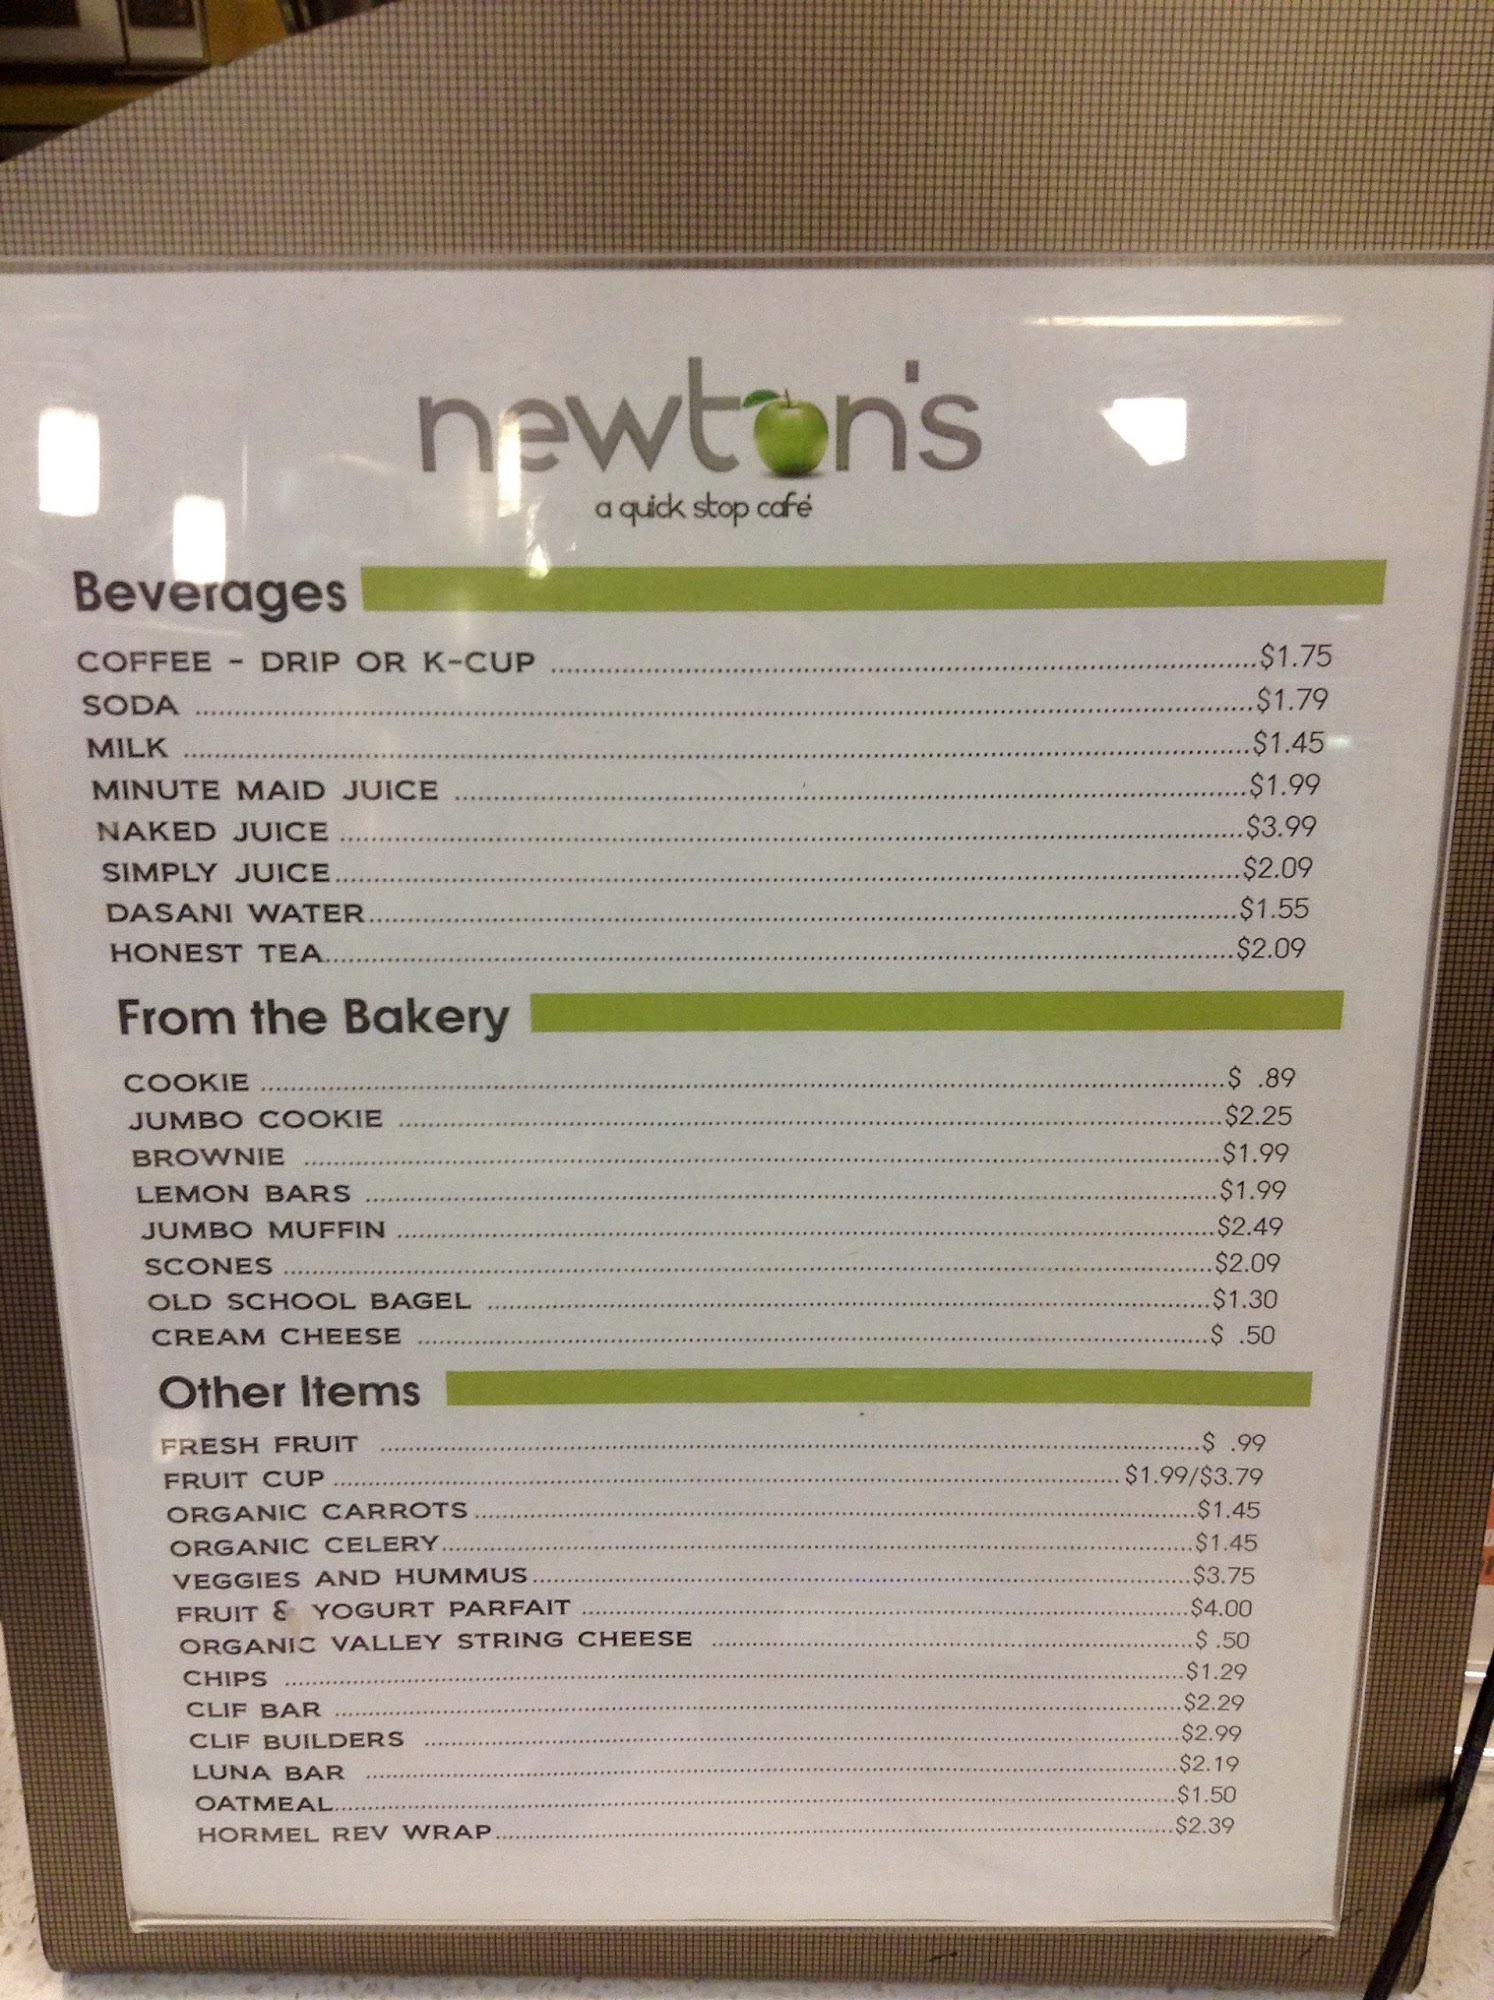 newton's
a quick stop café
Beverages
COFFEE - DRIP OR K-CUP ........ $1.75
SODA ........ $1.79
MILK ........ $1.45
MINUTE MAID JUICE ........ $1.99
NAKED JUICE ........ $3.99
SIMPLY JUICE ........ $2.09
DASANI WATER ........ $1.55
HONEST TEA ........ $2.09
From the Bakery
COOKIE ........ $ .89
JUMBO COOKIE ........ $2.25
BROWNIE ........ $1.99
LEMON BARS ........ $1.99
JUMBO MUFFIN ........ $2.49
SCONES ........ $2.09
OLD SCHOOL BAGEL ........ $1.30
CREAM CHEESE ........ $ .50
Other Items
FRESH FRUIT ........ $ .99
FRUIT CUP ........ $1.99/$3.79
ORGANIC CARROTS ........ $1.45
ORGANIC CELERY ........ $1.45
VEGGIES AND HUMMUS ........ $3.75
FRUIT & YOGURT PARFAIT ........ $4.00
ORGANIC VALLEY STRING CHEESE ........ $ .50
CHIPS ........ $1.29
CLIF BAR ........ $2.29
CLIF BUILDERS ........ $2.99
LUNA BAR ........ $2.19
OATMEAL ........ $1.50
HORMEL REV WRAP ........ $2.39